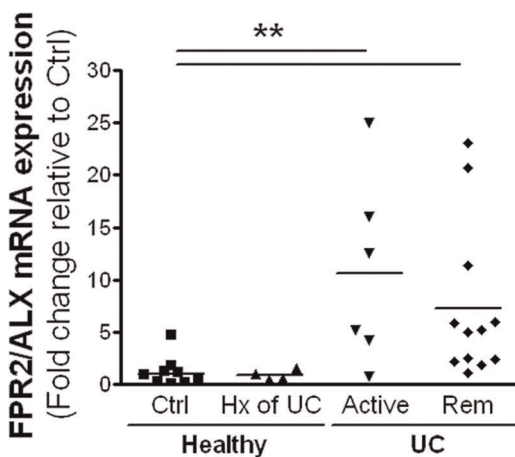 **
FPR2/ALX mRNA expression
(Fold change relative to Ctrl)
30
25
20
15
10
5
0
Ctrl Hx of UC Active Rem
Healthy UC